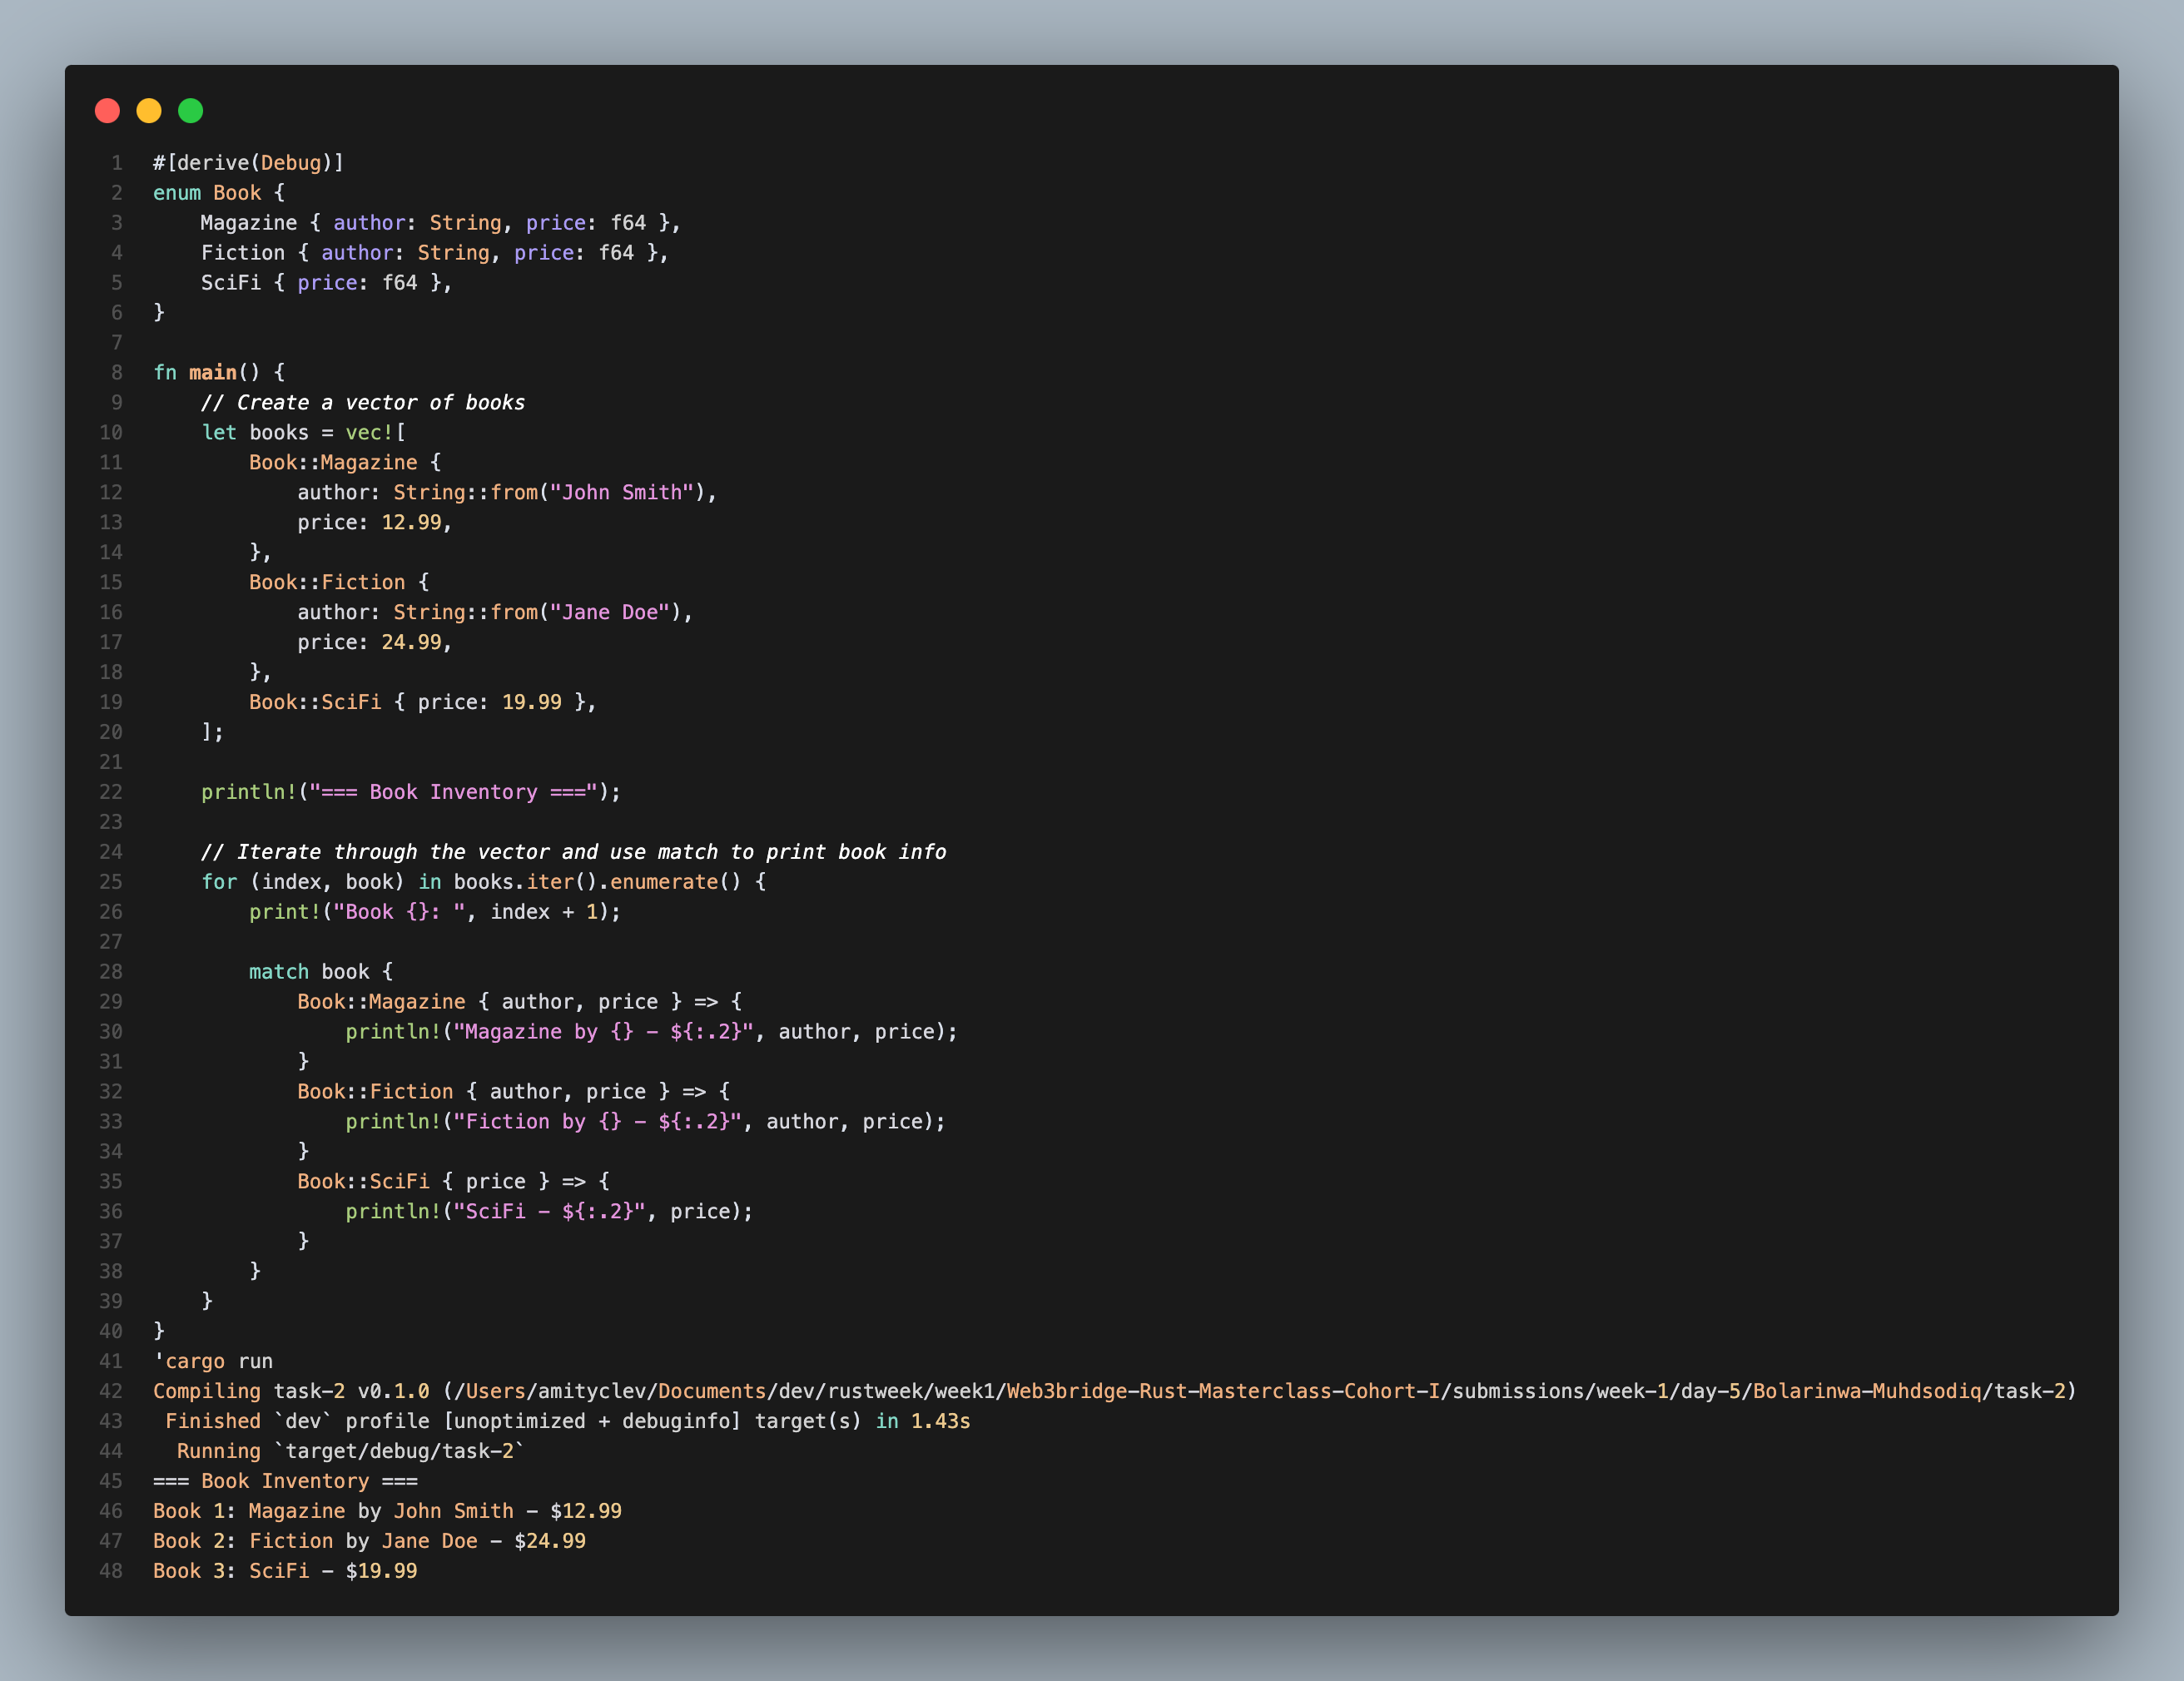 1 #[derive(Debug)]
2 enum Book {
3     Magazine { author: String, price: f64 },
4     Fiction { author: String, price: f64 },
5     SciFi { price: f64 },
6 }
7
8 fn main() {
9     // Create a vector of books
10     let books = vec![
11         Book::Magazine {
12             author: String::from("John Smith"),
13             price: 12.99,
14         },
15         Book::Fiction {
16             author: String::from("Jane Doe"),
17             price: 24.99,
18         },
19         Book::SciFi { price: 19.99 },
20     ];
21
22     println!("=== Book Inventory ===");
23
24     // Iterate through the vector and use match to print book info
25     for (index, book) in books.iter().enumerate() {
26         print!("Book {}: ", index + 1);
27
28         match book {
29             Book::Magazine { author, price } => {
30                 println!("Magazine by {} - ${:.2}", author, price);
31             }
32             Book::Fiction { author, price } => {
33                 println!("Fiction by {} - ${:.2}", author, price);
34             }
35             Book::SciFi { price } => {
36                 println!("SciFi - ${:.2}", price);
37             }
38         }
39     }
40 }
41 'cargo run
42 Compiling task-2 v0.1.0 (/Users/amityclev/Documents/dev/rustweek/week1/Web3bridge-Rust-Masterclass-Cohort-I/submissions/week-1/day-5/Bolarinwa-Muhdsodiq/task-2)
43  Finished `dev` profile [unoptimized + debuginfo] target(s) in 1.43s
44   Running `target/debug/task-2`
45 === Book Inventory ===
46 Book 1: Magazine by John Smith - $12.99
47 Book 2: Fiction by Jane Doe - $24.99
48 Book 3: SciFi - $19.99